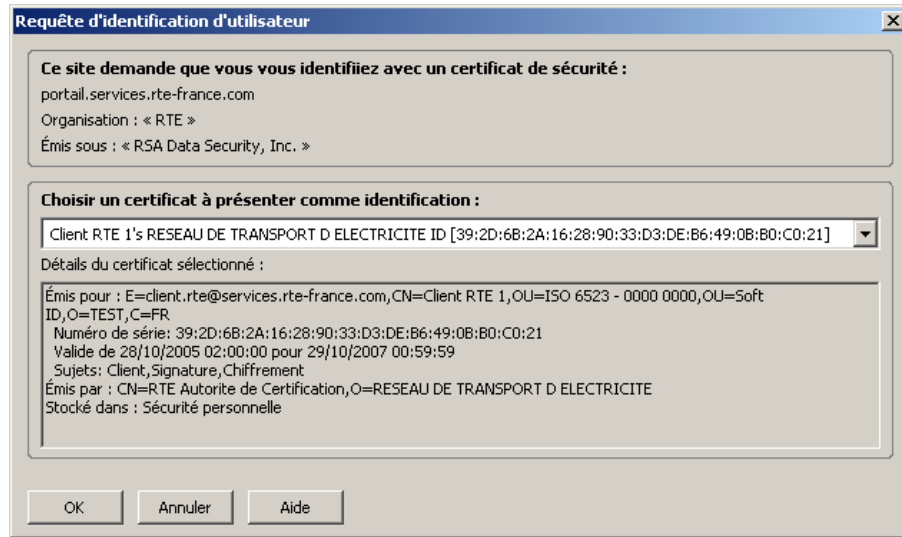 Requête d'identification d'utilisateur
Ce site demande que vous vous identifiiez avec un certificat de sécurité :
portail.services.rte-france.com
Organisation : « RTE »
Émis sous : « RSA Data Security, Inc. »
Choisir un certificat à présenter comme identification :
Client RTE 1's RESEAU DE TRANSPORT D ELECTRICITE ID [39:2D:6B:2A:16:28:90:33:D3:DE:B6:49:0B:B0:C0:21]
Détails du certificat sélectionné :
Émis pour : E=client.rte@services.rte-france.com,CN=Client RTE 1,OU=ISO 6523 - 0000 0000,OU=Soft
ID,O=TEST,C=FR
Numéro de série: 39:2D:6B:2A:16:28:90:33:D3:DE:B6:49:0B:B0:C0:21
Valide de 28/10/2005 02:00:00 pour 29/10/2007 00:59:59
Sujets: Client,Signature,Chiffrement
Émis par : CN=RTE Autorite de Certification,O=RESEAU DE TRANSPORT D ELECTRICITE
Stocké dans : Sécurité personnelle
OK
Annuler
Aide